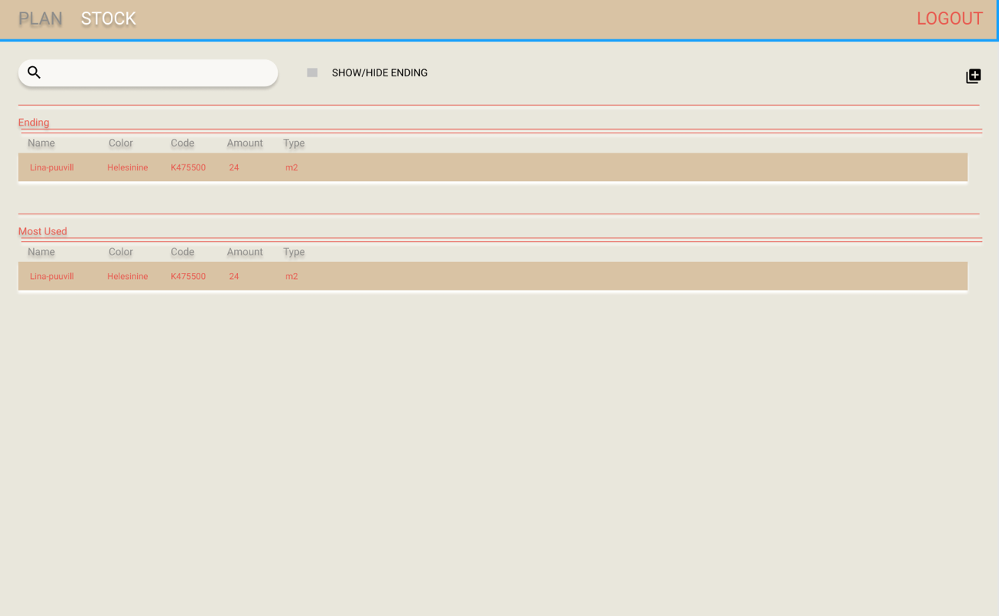 PLAN STOCK LOGOUT
SHOW/HIDE ENDING
Ending
Name Color Code Amount Type
Lina-puuvill Helesinine K475500 24 m2
Most Used
Name Color Code Amount Type
Lina-puuvill Helesinine K475500 24 m2